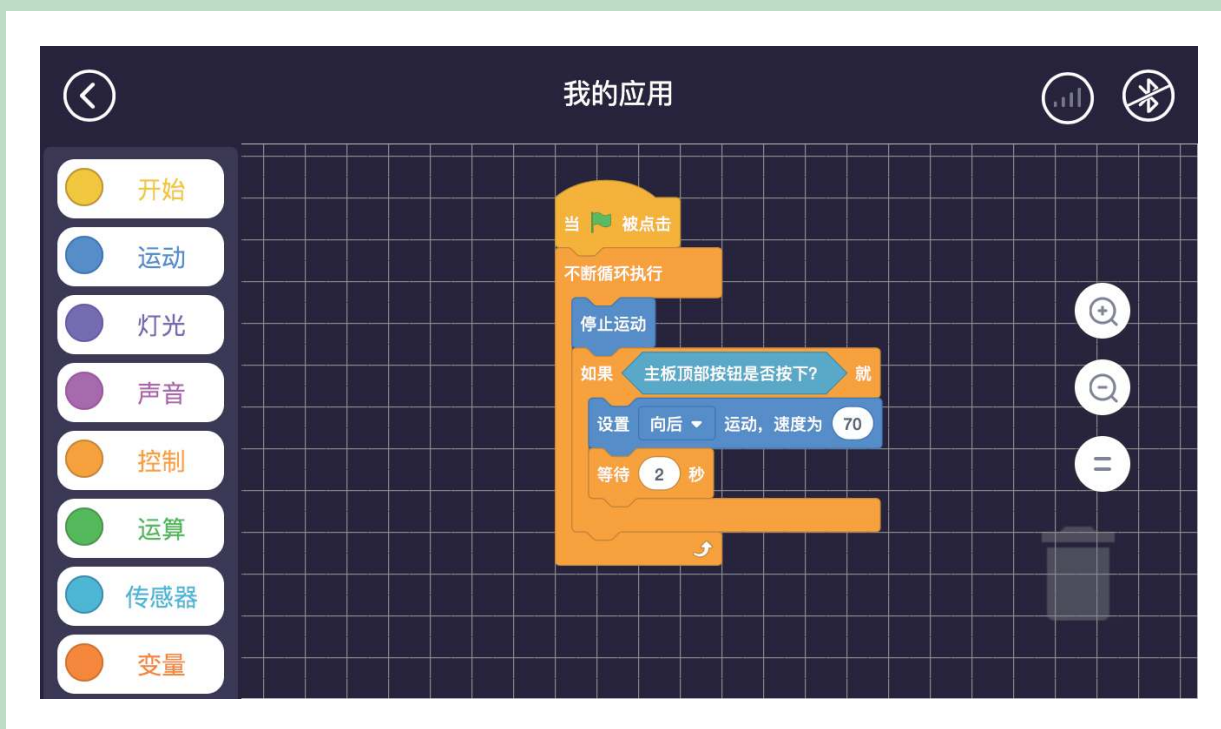 我的应用
开始
运动
灯光
声音
控制
运算
传感器
变量
当 被点击
不断循环执行
停止运动
如果 主板顶部按钮是否按下? 就
设置 向后 运动，速度为 70
等待 2 秒